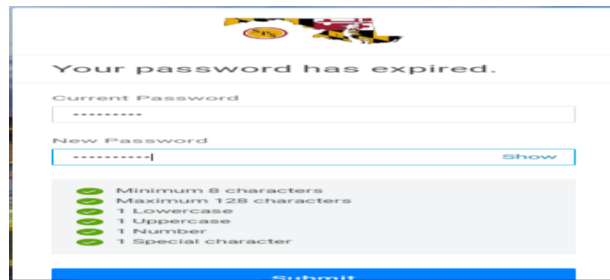 Your password has expired.
Current Password
New Password
Show
Minimum 8 characters
Maximum 128 characters
1 Lowercase
1 Uppercase
1 Number
1 Special character
Submit